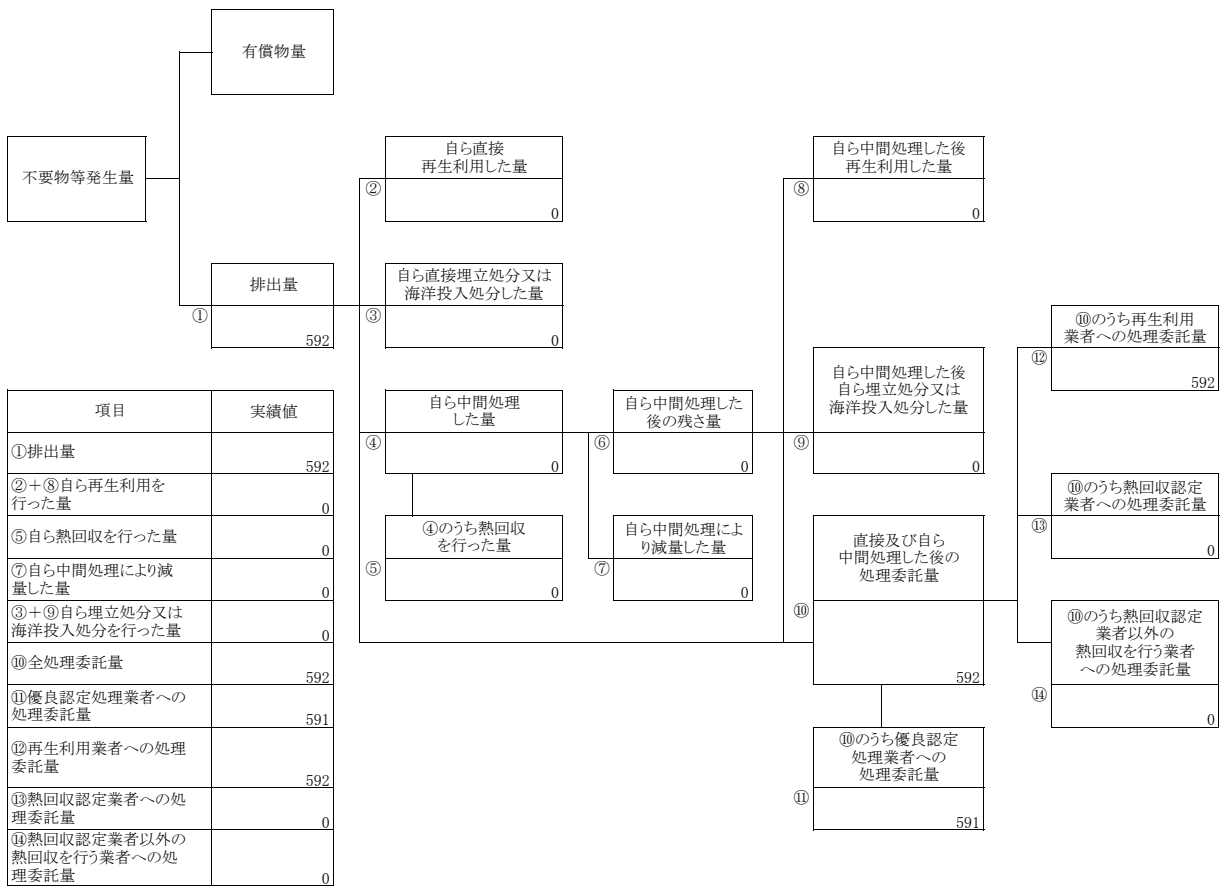 有償物量
不要物等発生量
排出量
①
592
自ら直接
再生利用した量
②
0
自ら直接埋立処分又は
海洋投入処分した量
③
0
自ら中間処理
した量
④
0
④のうち熱回収
を行った量
⑤
0
自ら中間処理した
後の残さ量
⑥
0
自ら中間処理によ
り減量した量
⑦
0
自ら中間処理した後
再生利用した量
⑧
0
自ら中間処理した後
自ら埋立処分又は
海洋投入処分した量
⑨
0
直接及び自ら
中間処理した後の
処理委託量
⑩
592
⑩のうち優良認定
処理業者への
処理委託量
⑪
591
⑩のうち再生利用
業者への処理委託量
⑫
592
⑩のうち熱回収認定
業者への処理委託量
⑬
0
⑩のうち熱回収認定
業者以外の
熱回収を行う業者
への処理委託量
⑭
0
項目 実績値
①排出量
592
②+⑧自ら再生利用を
行った量
0
⑤自ら熱回収を行った量
0
⑦自ら中間処理により減
量した量
0
③+⑨自ら埋立処分又は
海洋投入処分を行った量
0
⑩全処理委託量
592
⑪優良認定処理業者への
処理委託量
591
⑫再生利用業者への処理
委託量
592
⑬熱回収認定業者への処
理委託量
0
⑭熱回収認定業者以外の
熱回収を行う業者への処
理委託量
0